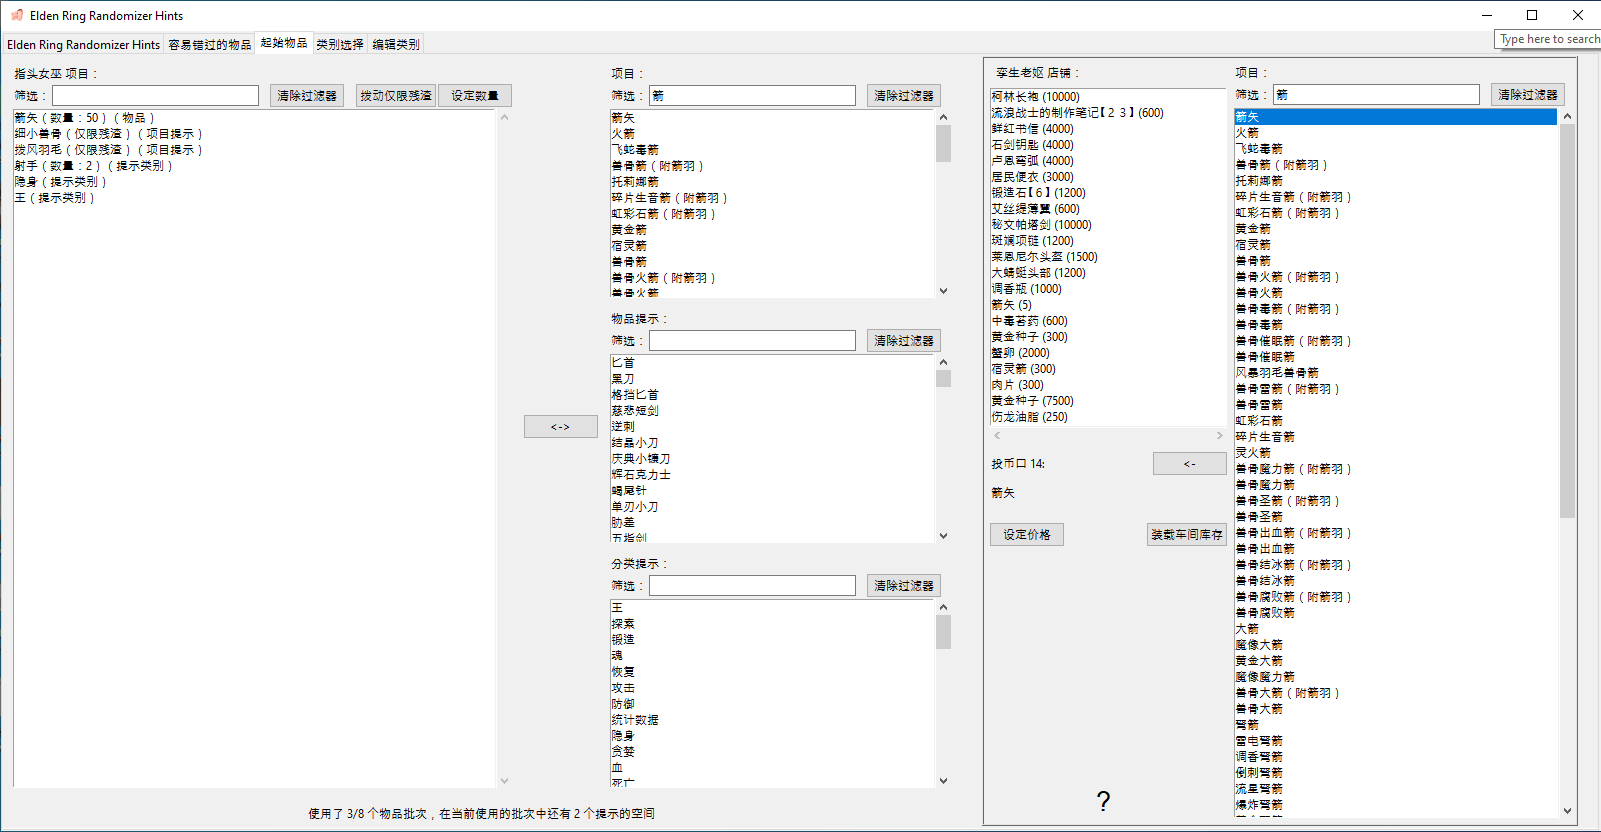 Elden Ring Randomizer Hints
Type here to search
Elden Ring Randomizer Hints 容易错过的物品 起始物品 类别选择 编辑类别
指头女巫 项目：
筛选： 清除过滤器 拨动仅限残渣 设定数量
箭矢（数量：50）（物品）
细小兽骨（仅限残渣）（项目提示）
拨风羽毛（仅限残渣）（项目提示）
射手（数量：2）（提示类别）
隐身（提示类别）
王（提示类别）
<->
项目：
筛选： 箭 清除过滤器
箭矢
火箭
飞蛇毒箭
兽骨箭（附箭羽）
托莉娜箭
碎片生音箭（附箭羽）
虹彩石箭（附箭羽）
黄金箭
宿灵箭
兽骨箭
兽骨火箭（附箭羽）
兽骨火箭
物品提示：
筛选： 清除过滤器
匕首
黑刀
格挡匕首
慈悲短剑
逆刺
结晶小刀
庆典小镰刀
辉石克力士
蝎尾针
单刃小刀
胁差
五指剑
分类提示：
筛选： 清除过滤器
王
探索
锻造
魂
恢复
攻击
防御
统计数据
隐身
贪婪
血
死亡
使用了 3/8 个物品批次，在当前使用的批次中还有 2 个提示的空间
孪生老妪 店铺：
柯林长袍 (10000)
流浪战士的制作笔记【２３】(600)
鲜红书信 (4000)
石剑钥匙 (4000)
卢恩弯弧 (4000)
居民便衣 (3000)
锻造石【６】(1200)
艾丝缇薄翼 (600)
秘文帕塔剑 (10000)
斑斓项链 (1200)
莱恩尼尔头盔 (1500)
大蜻蜓头部 (1200)
调香瓶 (1000)
箭矢 (5)
中毒苔药 (600)
黄金种子 (300)
蟹卵 (2000)
宿灵箭 (300)
肉片 (300)
黄金种子 (7500)
伤龙油脂 (250)
投币口 14: <-
箭矢
设定价格 装载车间库存
?
项目：
筛选： 箭 清除过滤器
箭矢
火箭
飞蛇毒箭
兽骨箭（附箭羽）
托莉娜箭
碎片生音箭（附箭羽）
虹彩石箭（附箭羽）
黄金箭
宿灵箭
兽骨箭
兽骨火箭（附箭羽）
兽骨火箭
兽骨毒箭（附箭羽）
兽骨毒箭
兽骨催眠箭（附箭羽）
兽骨催眠箭
风暴羽毛兽骨箭
兽骨雷箭（附箭羽）
兽骨雷箭
虹彩石箭
碎片生音箭
灵火箭
兽骨魔力箭（附箭羽）
兽骨魔力箭
兽骨圣箭（附箭羽）
兽骨圣箭
兽骨出血箭（附箭羽）
兽骨出血箭
兽骨结冰箭（附箭羽）
兽骨结冰箭
兽骨腐败箭（附箭羽）
兽骨腐败箭
大箭
魔像大箭
黄金大箭
魔像魔力箭
兽骨大箭（附箭羽）
兽骨大箭
弩箭
雷电弩箭
调香弩箭
倒刺弩箭
流星弩箭
爆炸弩箭